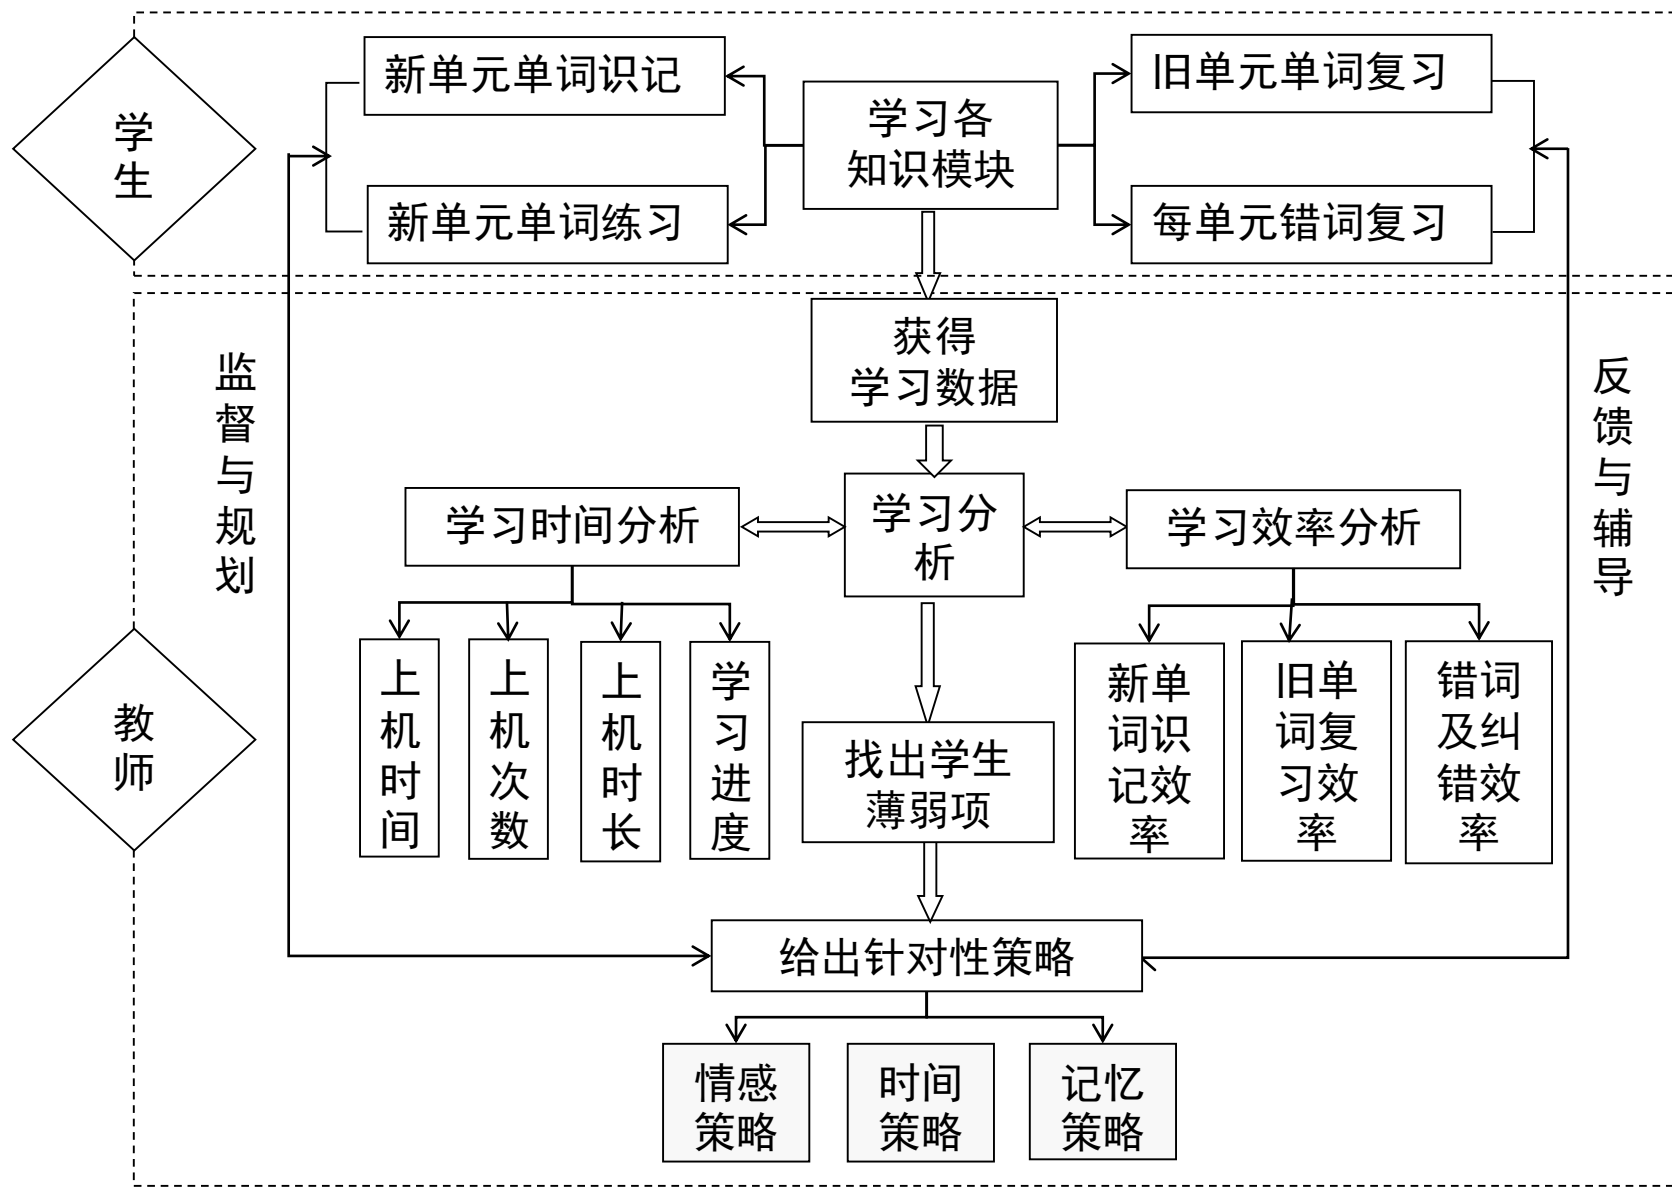 学
生
新单元单词识记
新单元单词练习
学习各
知识模块
旧单元单词复习
每单元错词复习
获得
学习数据
监
督
与
规
划
反
馈
与
辅
导
学习时间分析
学习分
析
学习效率分析
上
机
时
间
上
机
次
数
上
机
时
长
学
习
进
度
找出学生
薄弱项
新单
词识
记效
率
旧单
词复
习效
率
错词
及纠
错效
率
教
师
给出针对性策略
情感
策略
时间
策略
记忆
策略